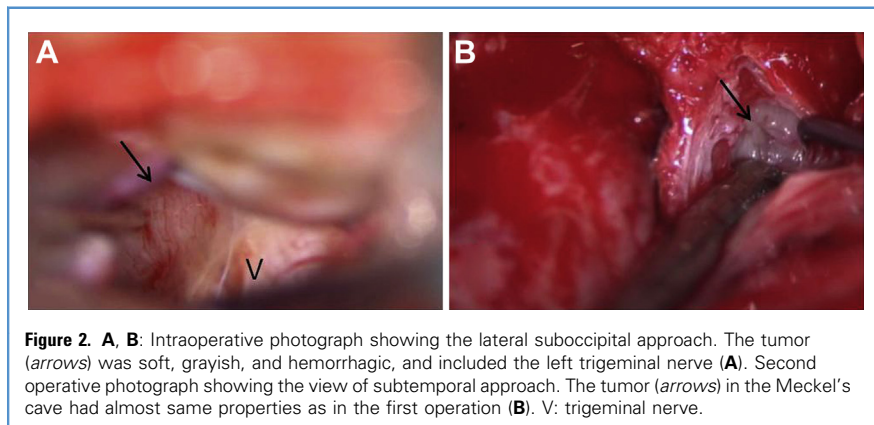 A
B
V
Figure 2. A, B: Intraoperative photograph showing the lateral suboccipital approach. The tumor
(arrows) was soft, grayish, and hemorrhagic, and included the left trigeminal nerve (A). Second
operative photograph showing the view of subtemporal approach. The tumor (arrows) in the Meckel's
cave had almost same properties as in the first operation (B). V: trigeminal nerve.